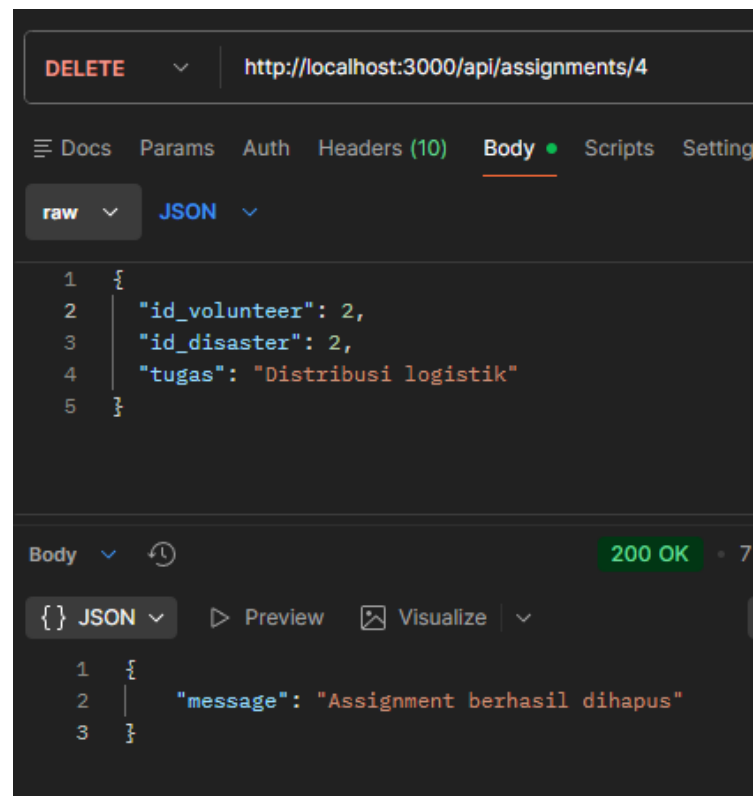 DELETE http://localhost:3000/api/assignments/4
Docs Params Auth Headers (10) Body Scripts Setting
raw JSON
1 {
2 "id_volunteer": 2,
3 "id_disaster": 2,
4 "tugas": "Distribusi logistik"
5 }
Body 200 OK • 7
{} JSON Preview Visualize
1 {
2 "message": "Assignment berhasil dihapus"
3 }